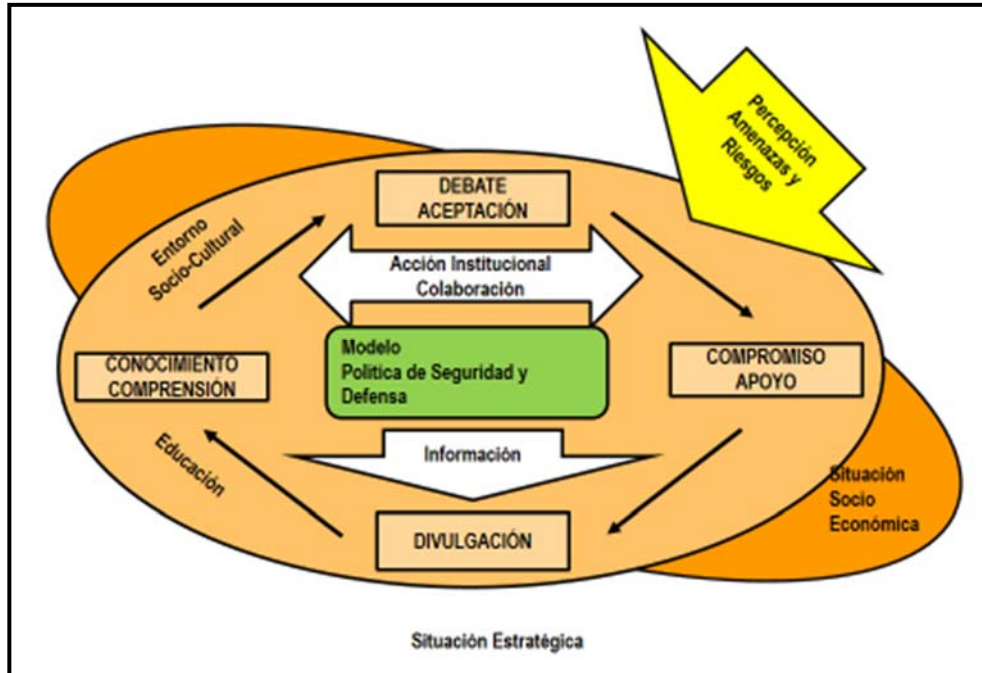 Percepción
Amenazas y
Riesgos
DEBATE
ACEPTACIÓN
Entorno
Socio-Cultural
Acción Institucional
Colaboración
Modelo
Política de Seguridad y
Defensa
CONOCIMIENTO
COMPRENSIÓN
COMPROMISO
APOYO
Educación
Información
Situación
Socio
Económica
DIVULGACIÓN
Situación Estratégica